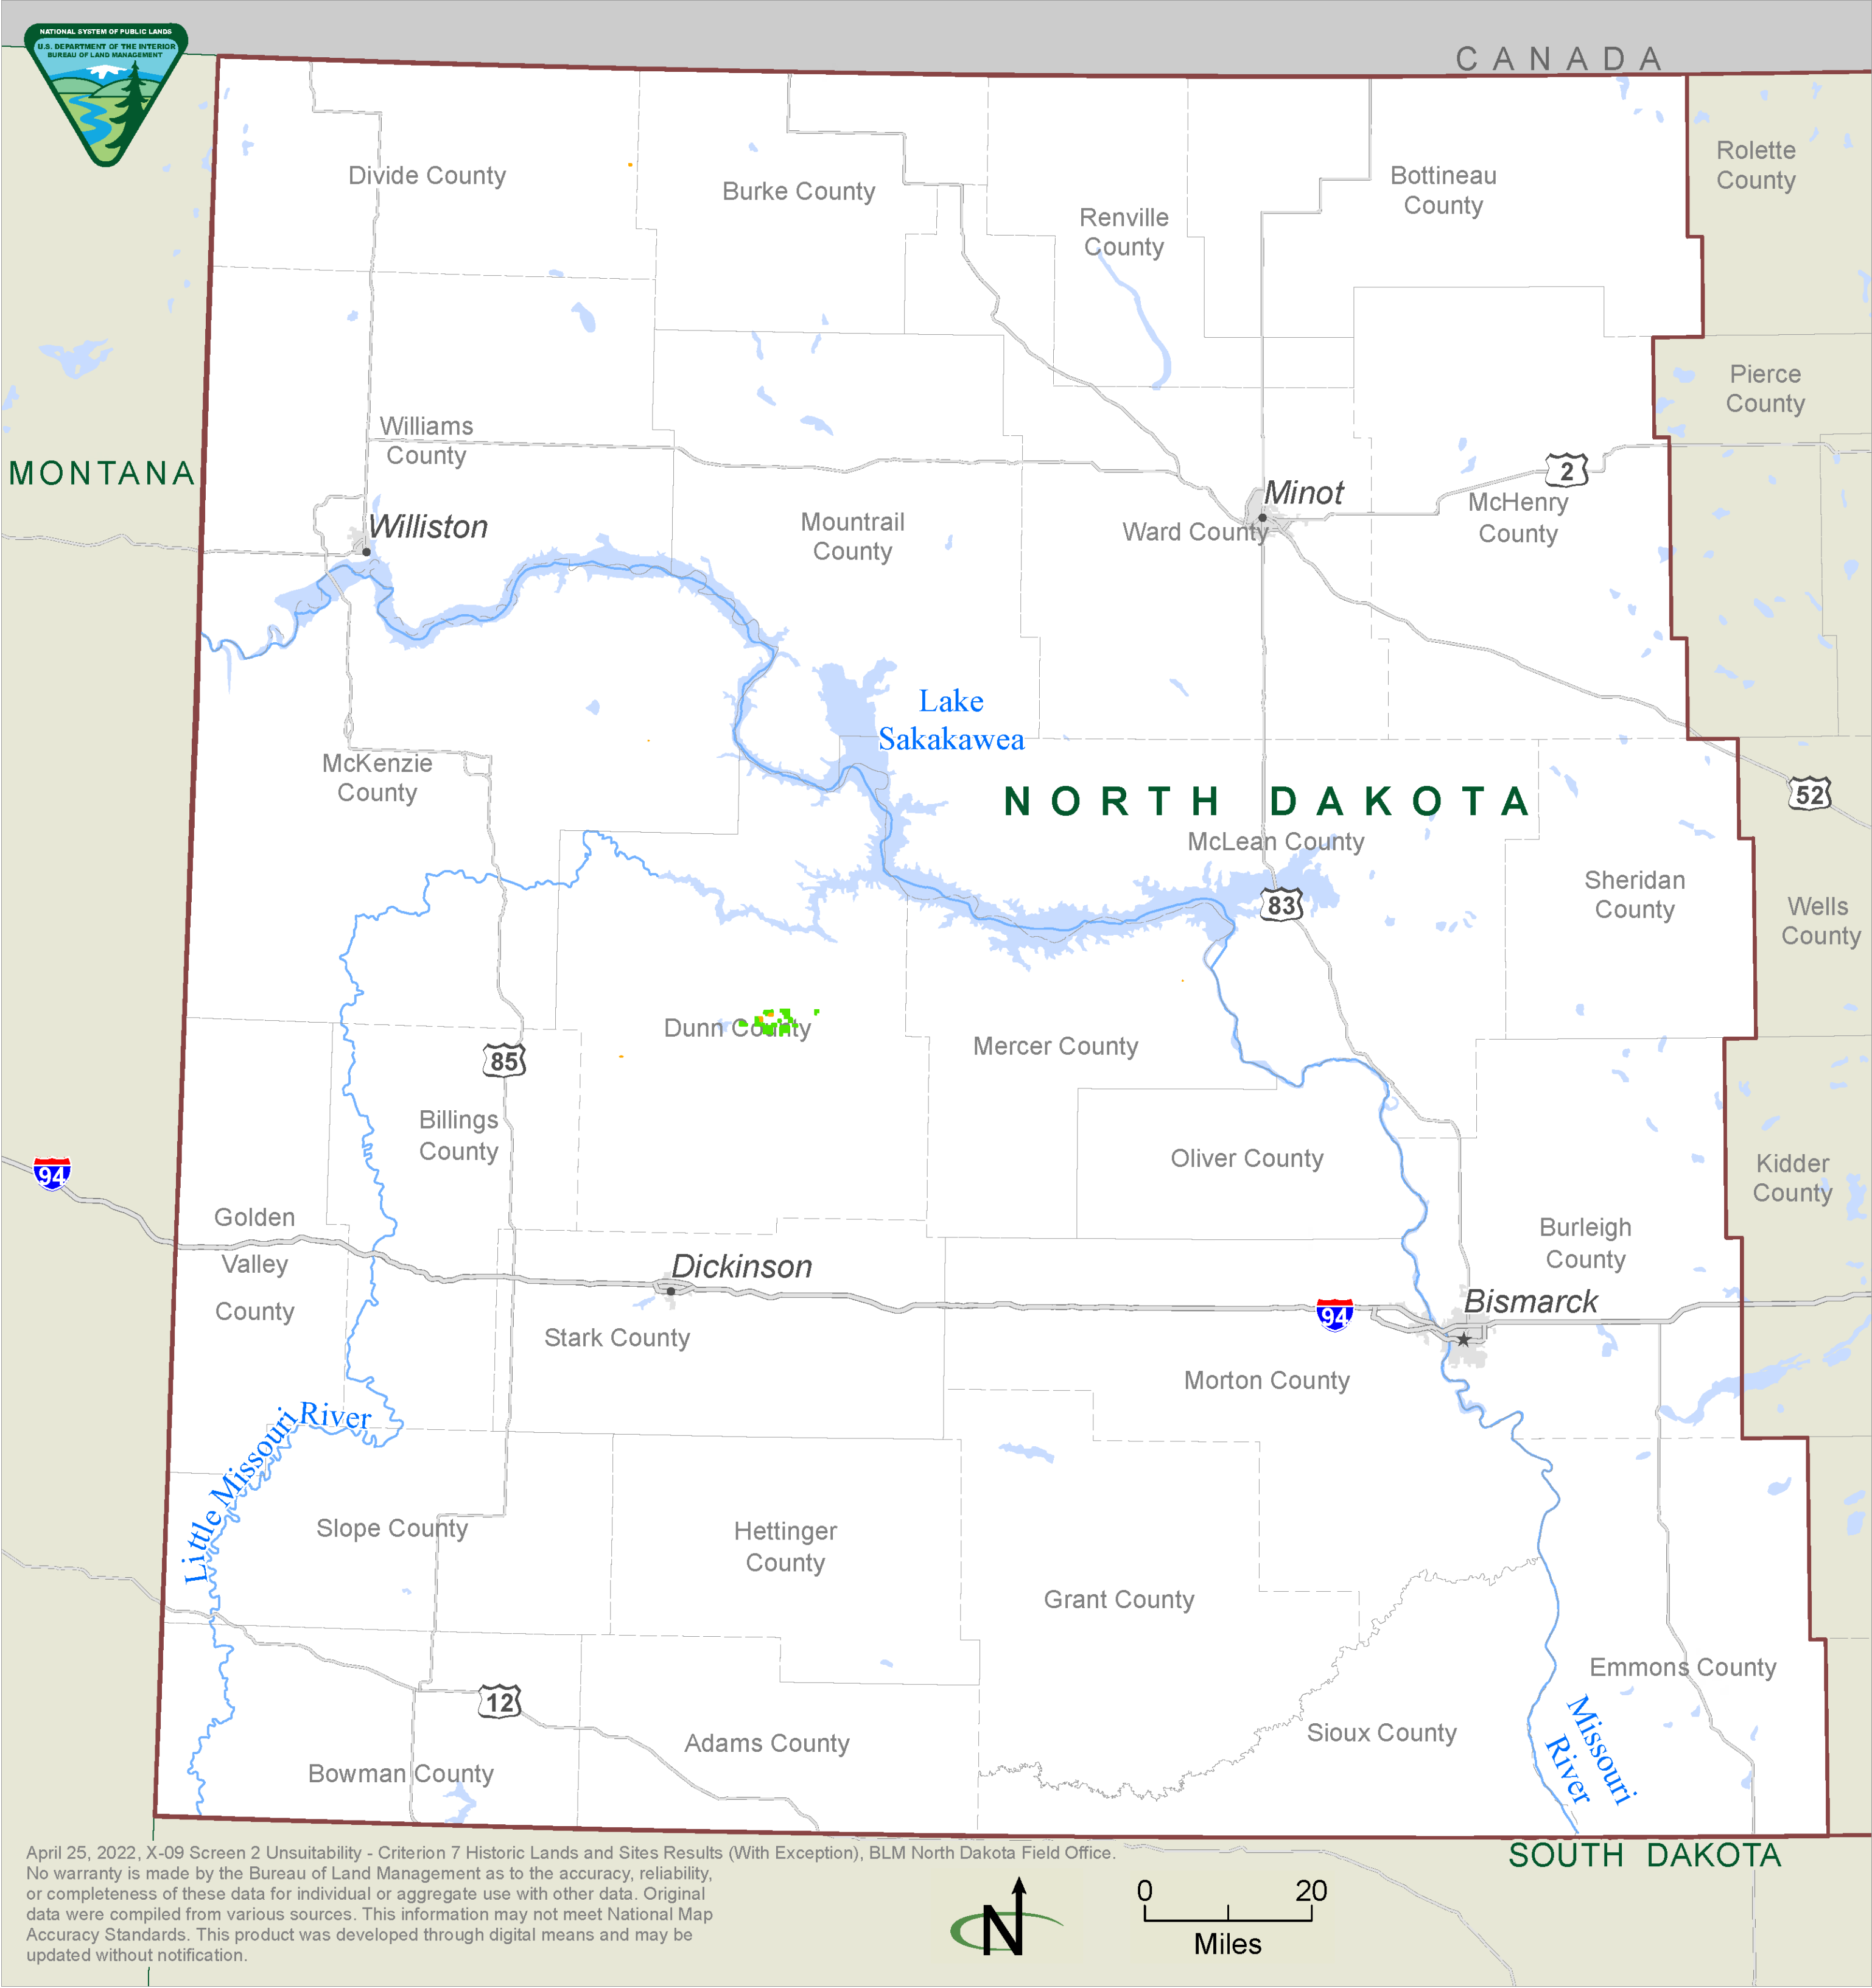 NATIONAL SYSTEM OF PUBLIC LANDS
U.S. DEPARTMENT OF THE INTERIOR
BUREAU OF LAND MANAGEMENT
CANADA
Divide County
Burke County
Renville
County
Bottineau
County
Rolette
County
Pierce
County
MONTANA
Williams
County
Williston
Mountrail
County
Minot
Ward County
2
McHenry
County
Lake
Sakakawea
McKenzie
County
NORTH DAKOTA
52
McLean County
83
Sheridan
County
Wells
County
Dunn County
Mercer County
85
Billings
County
Oliver County
94
Kidder
County
Golden
Valley
County
Burleigh
County
Dickinson
94
Bismarck
Stark County
Morton County
Little Missouri River
Slope County
Hettinger
County
Grant County
Emmons County
12
Adams County
Sioux County
Missouri
River
Bowman County
SOUTH DAKOTA
April 25, 2022, X-09 Screen 2 Unsuitability - Criterion 7 Historic Lands and Sites Results (With Exception), BLM North Dakota Field Office.
No warranty is made by the Bureau of Land Management as to the accuracy, reliability,
or completeness of these data for individual or aggregate use with other data. Original
data were compiled from various sources. This information may not meet National Map
Accuracy Standards. This product was developed through digital means and may be
updated without notification.
N
0 20
Miles